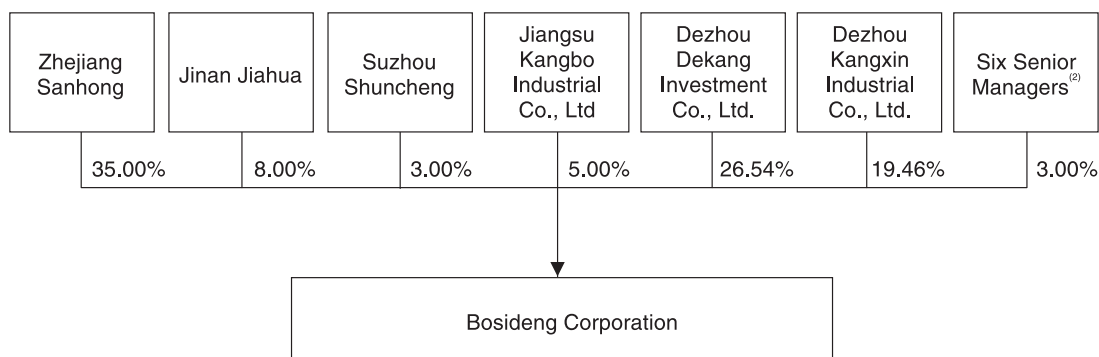 Zhejiang
Sanhong
Jinan Jiahua
Suzhou
Shuncheng
Jiangsu
Kangbo
Industrial
Co., Ltd
Dezhou
Dekang
Investment
Co., Ltd.
Dezhou
Kangxin
Industrial
Co., Ltd.
Six Senior
Managers(2)
35.00%
8.00%
3.00%
5.00%
26.54%
19.46%
3.00%
Bosideng Corporation